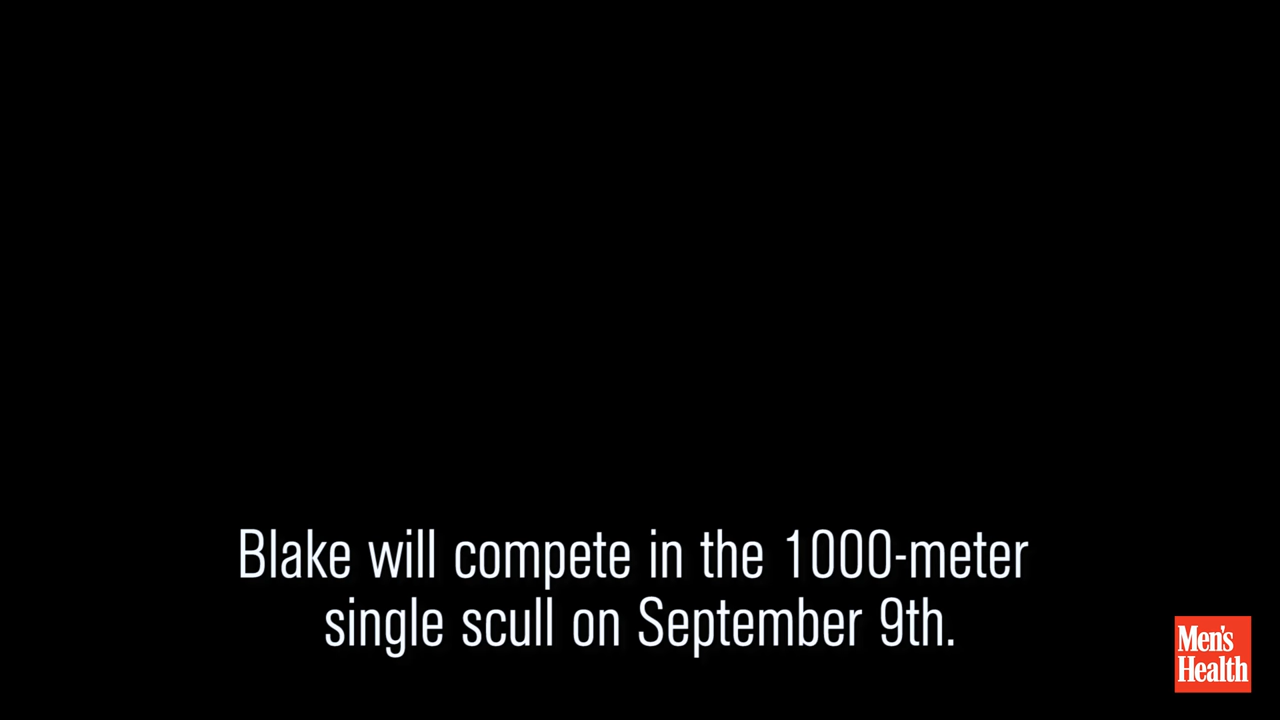 Blake will compete in the 1000-meter
single scull on September 9th.
Men's
Health